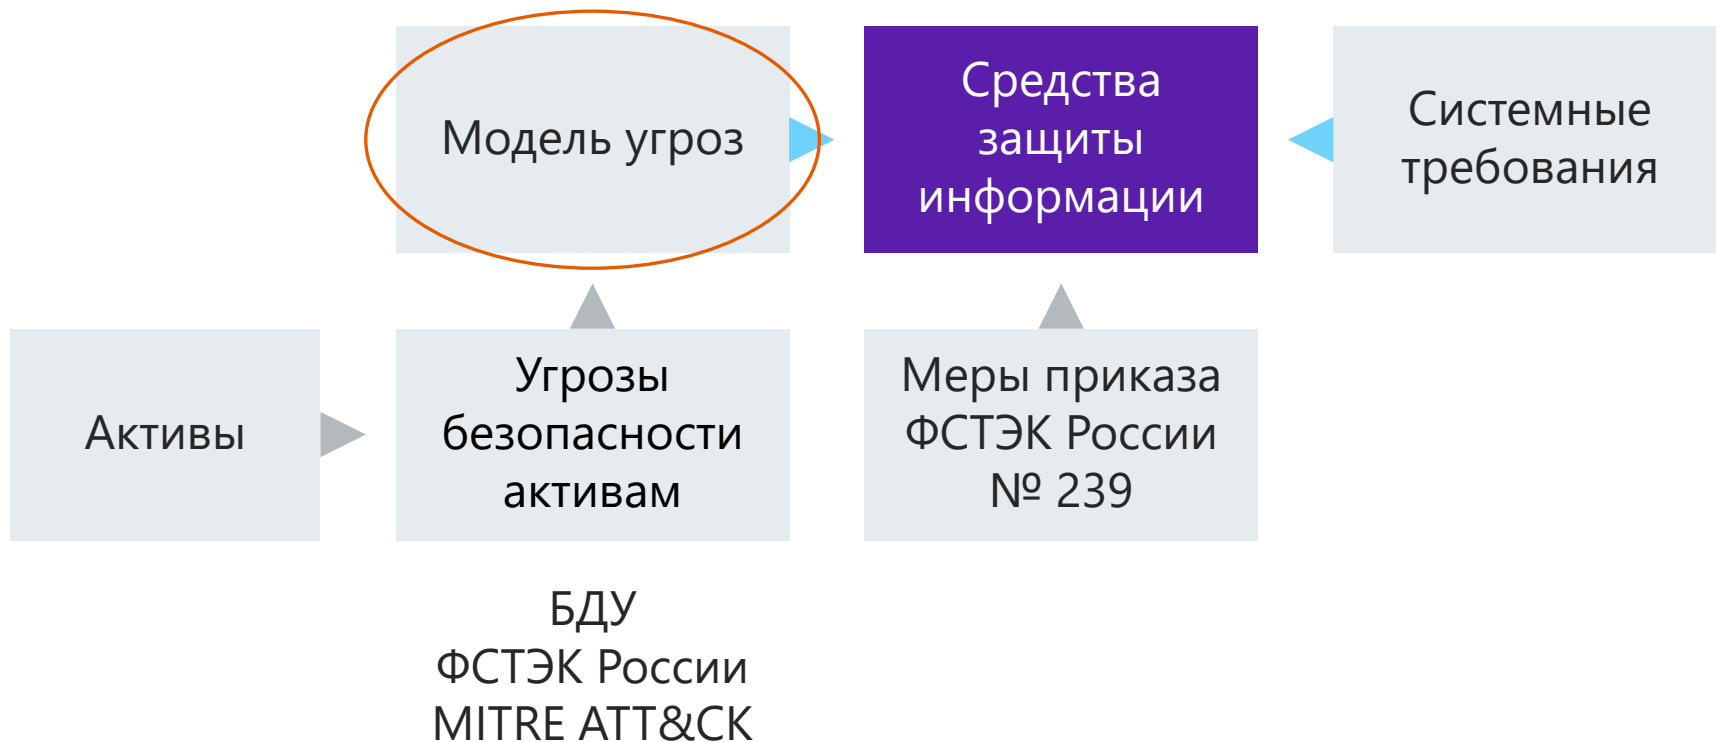 Модель угроз
Средства
защиты
информации
Системные
требования
Активы
Угрозы
безопасности
активам
Меры приказа
ФСТЭК России
№ 239
БДУ
ФСТЭК России
MITRE ATT&CK